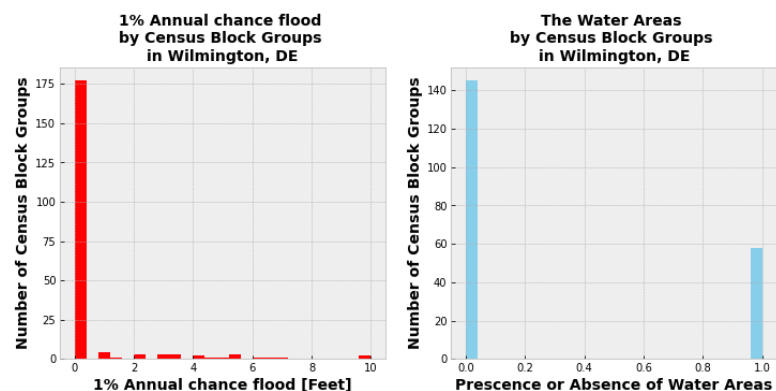 1% Annual chance flood
by Census Block Groups
in Wilmington, DE
Number of Census Block Groups
175
150
125
100
75
50
25
0
0 2 4 6 8 10
1% Annual chance flood [Feet]
The Water Areas
by Census Block Groups
in Wilmington, DE
Number of Census Block Groups
140
120
100
80
60
40
20
0
0.0 0.2 0.4 0.6 0.8 1.0
Prescence or Absence of Water Areas